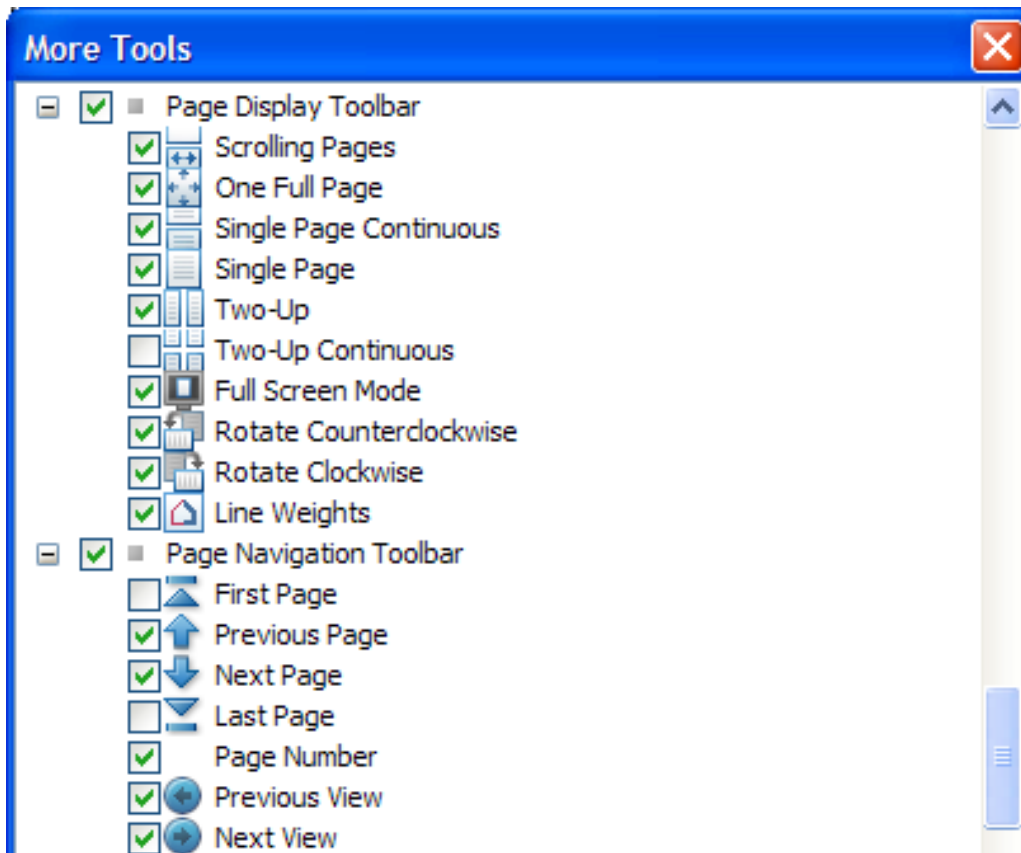 More Tools
Page Display Toolbar
Scrolling Pages
One Full Page
Single Page Continuous
Single Page
Two-Up
Two-Up Continuous
Full Screen Mode
Rotate Counterclockwise
Rotate Clockwise
Line Weights
Page Navigation Toolbar
First Page
Previous Page
Next Page
Last Page
Page Number
Previous View
Next View